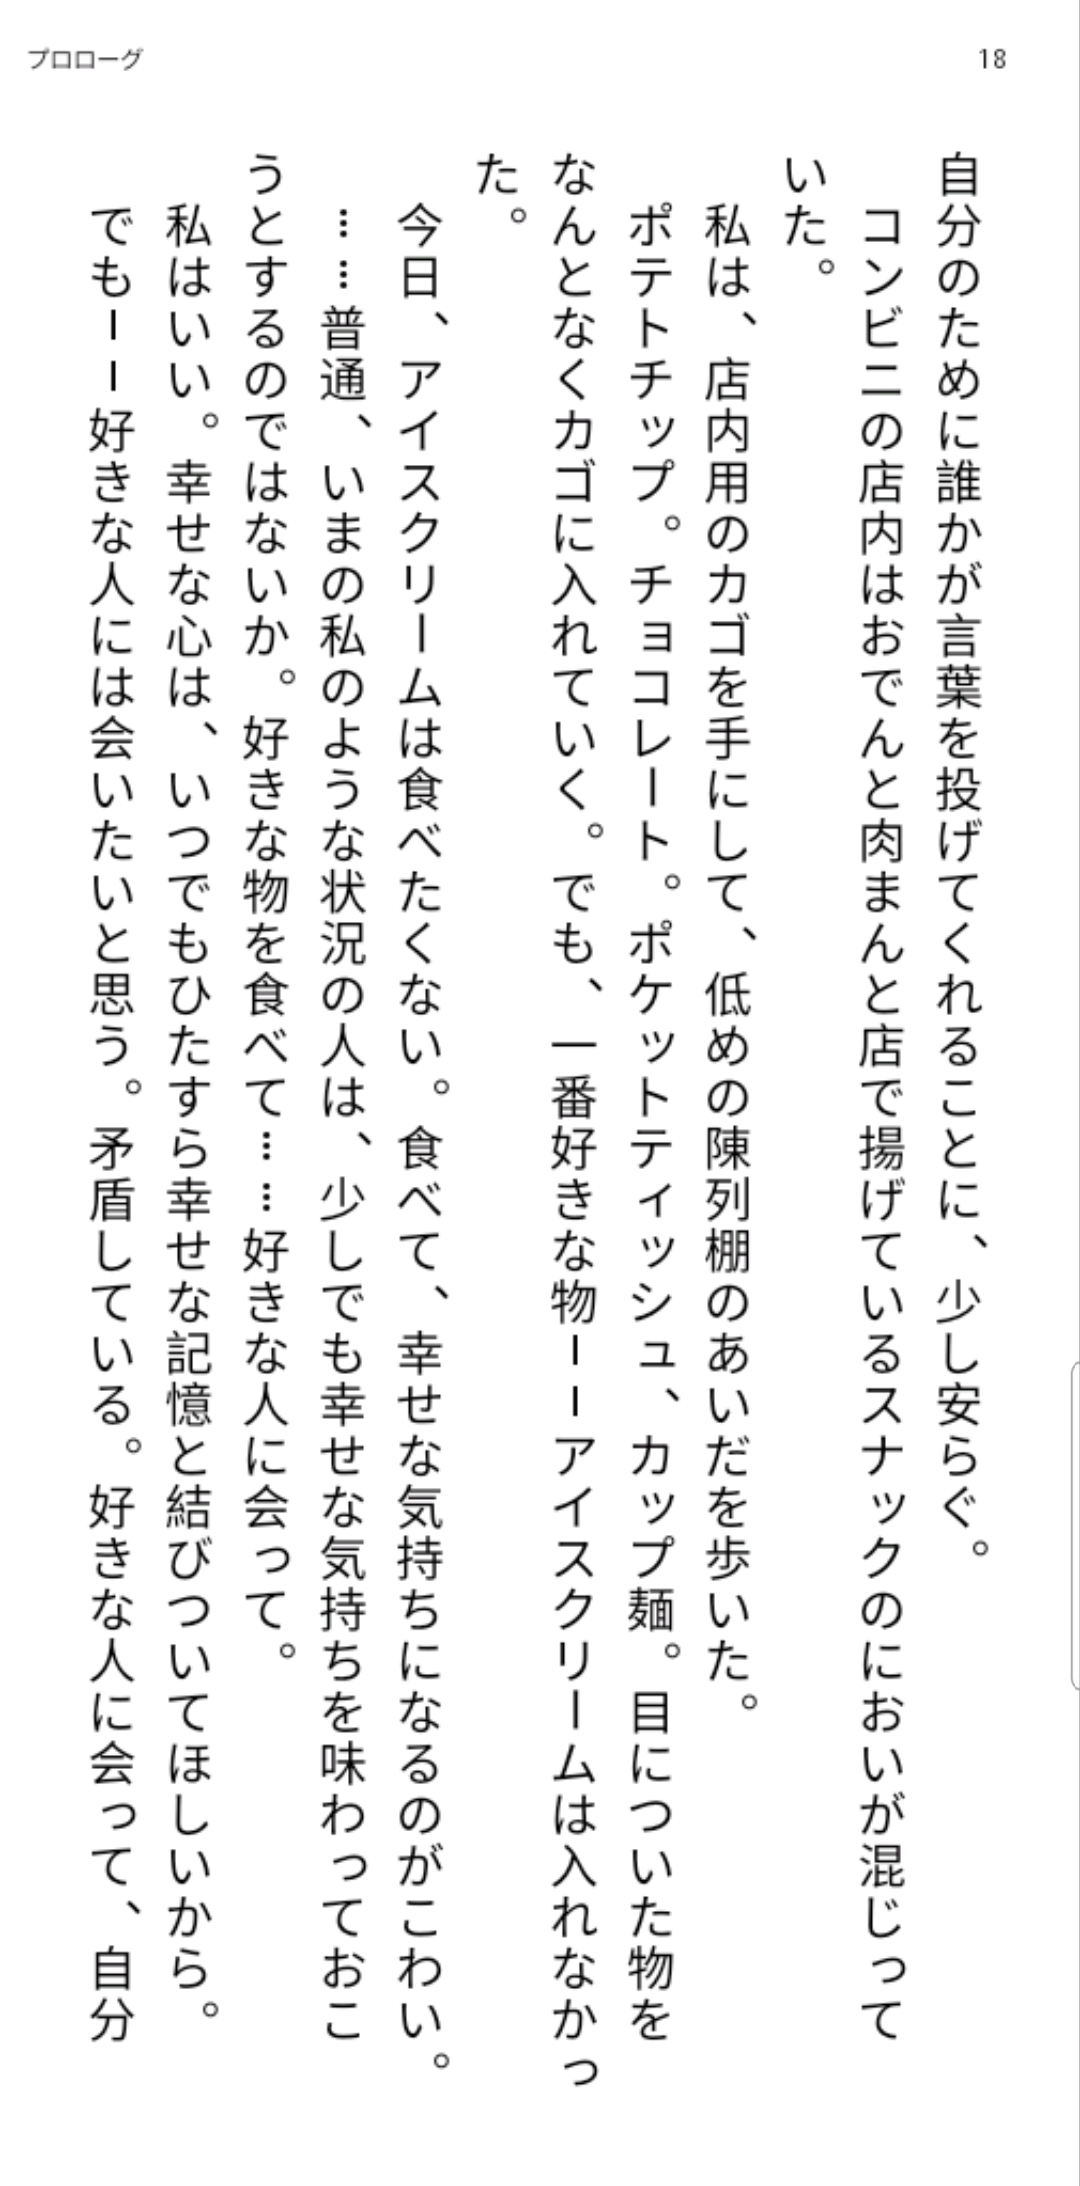 プロローグ
18
自分のために誰かが言葉を投げてくれることに、少し安らぐ。
コンビニの店内はおでんと肉まんと店で揚げているスナックのにおいが混じって
いた。
私は、店内用のカゴを手にして、低めの陳列棚のあいだを歩いた。
ポテトチップ。チョコレート。ポケットティッシュ、カップ麺。目についた物を
なんとなくカゴに入れていく。でも、一番好きな物――アイスクリームは入れなかっ
た。
今日、アイスクリームは食べたくない。食べて、幸せな気持ちになるのがこわい。
……普通、いまの私のような状況の人は、少しでも幸せな気持ちを味わっておこ
うとするのではないか。好きな物を食べて……好きな人に会って。
私はいい。幸せな心は、いつでもひたすら幸せな記憶と結びついてほしいから。
でも――好きな人には会いたいと思う。矛盾している。好きな人に会って、自分